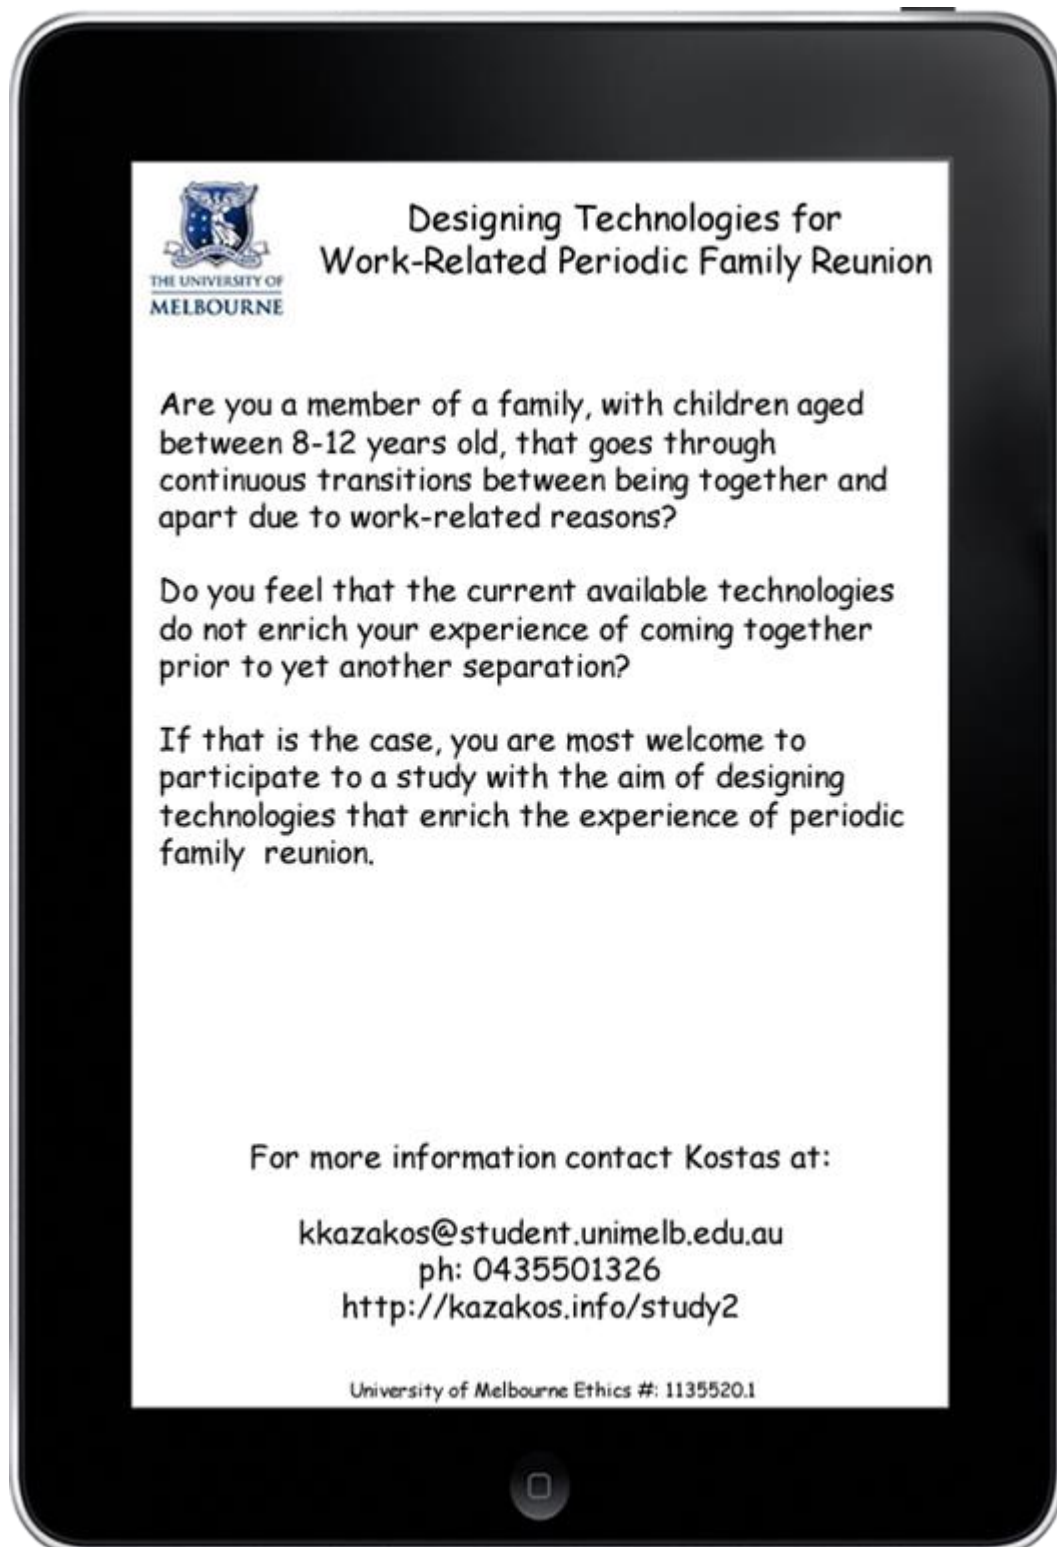 THE UNIVERSITY OF
MELBOURNE
Designing Technologies for
Work-Related Periodic Family Reunion
Are you a member of a family, with children aged
between 8-12 years old, that goes through
continuous transitions between being together and
apart due to work-related reasons?
Do you feel that the current available technologies
do not enrich your experience of coming together
prior to yet another separation?
If that is the case, you are most welcome to
participate to a study with the aim of designing
technologies that enrich the experience of periodic
family reunion.
For more information contact Kostas at:
kkazakos@student.unimelb.edu.au
ph: 0435501326
http://kazakos.info/study2
University of Melbourne Ethics #: 1135520.1